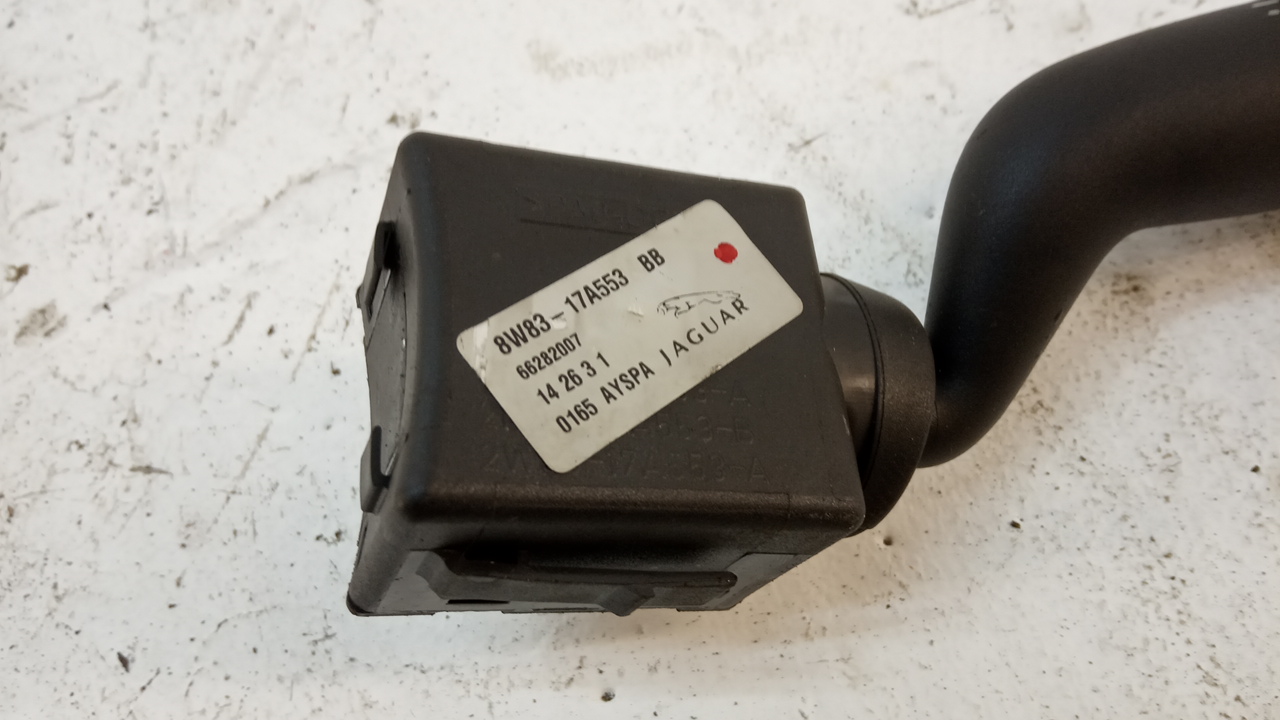 8W83-17A553 BB
66282007
14 26 3 1
0165 AYSPA JAGUAR